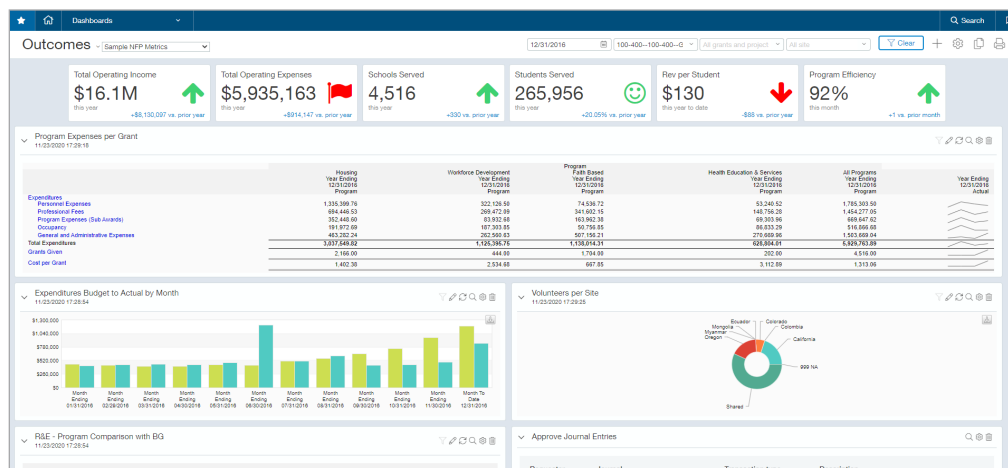 Dashboards
Search
Outcomes - Sample NFP Metrics
12/31/2016
100-400--100-400--G
All grants and project
All site
Clear
Total Operating Income
$16.1M
this year
+$8,130,097 vs. prior year
Total Operating Expenses
$5,935,163
this year
+$914,147 vs. prior year
Schools Served
4,516
this year
+330 vs. prior year
Students Served
265,956
this year
+20.05% vs. prior year
Rev per Student
$130
this year to date
-$88 vs. prior year
Program Efficiency
92%
this month
+1 vs. prior month
Program Expenses per Grant
11/23/2020 17:29:18
Program
Housing Workforce Development Faith Based Health Education & Services All Programs
Year Ending Year Ending Year Ending Year Ending Year Ending Year Ending
12/31/2016 12/31/2016 12/31/2016 12/31/2016 12/31/2016 12/31/2016
Program Program Program Program Program Actual
Expenditures
Personnel Expenses 1,335,399.76 322,126.50 74,536.72 53,240.52 1,785,303.50
Professional Fees 694,446.53 269,472.09 341,602.15 148,756.28 1,454,277.05
Program Expenses (Sub Awards) 352,448.60 83,932.68 163,962.38 69,303.96 669,647.62
Occupancy 191,972.69 187,303.85 50,756.85 86,833.29 516,866.68
General and Administrative Expenses 463,282.24 262,560.63 507,156.21 270,669.96 1,503,669.04
Total Expenditures 3,037,549.82 1,125,395.75 1,138,014.31 628,804.01 5,929,763.89
Grants Given 2,166.00 444.00 1,704.00 202.00 4,516.00
Cost per Grant 1,402.38 2,534.68 667.85 3,112.89 1,313.06
Expenditures Budget to Actual by Month
11/23/2020 17:28:54
$1,300,000
$1,040,000
$780,000
$520,000
$260,000
$0
Month Month Month Month Month Month Month Month Month Month Month Month To
Ending Ending Ending Ending Ending Ending Ending Ending Ending Ending Ending Date
01/31/2016 02/29/2016 03/31/2016 04/30/2016 05/31/2016 06/30/2016 07/31/2016 08/31/2016 09/30/2016 10/31/2016 11/30/2016 12/31/2016
Volunteers per Site
11/23/2020 17:29:25
Ecuador Colorado
Mongolia Colombia
Myanmar
Oregon California
999 NA
Shared
R&E - Program Comparison with BG
11/23/2020 17:28:54
Approve Journal Entries